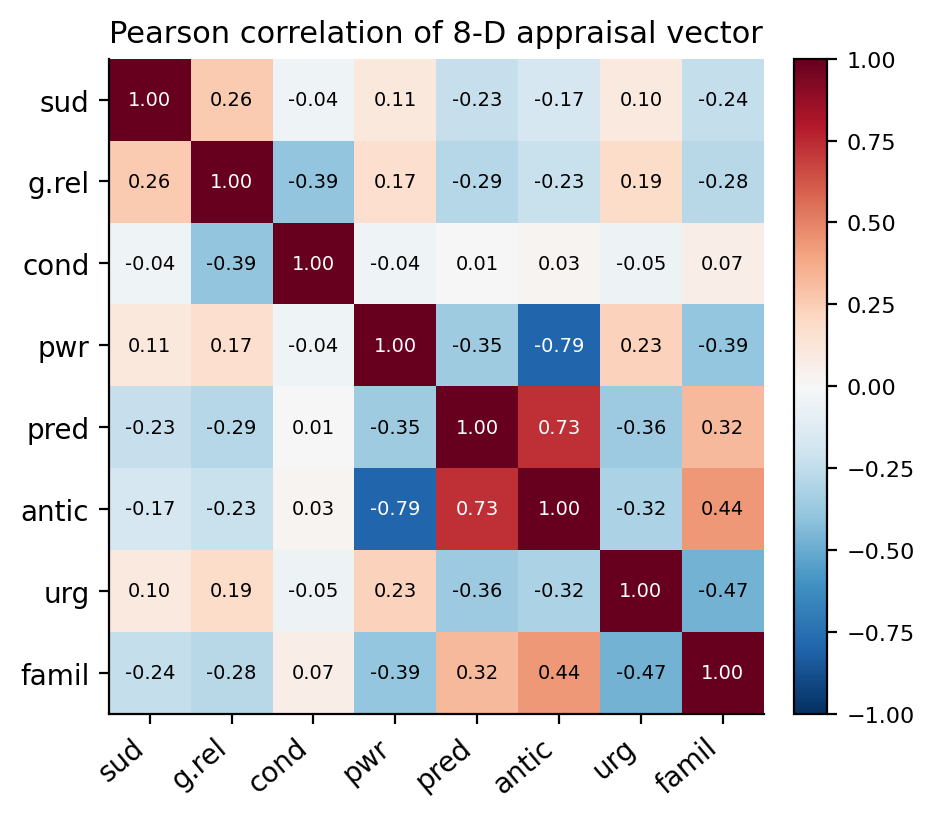 Pearson correlation of 8-D appraisal vector
sud 1.00 0.26 -0.04 0.11 -0.23 -0.17 0.10 -0.24
g.rel 0.26 1.00 -0.39 0.17 -0.29 -0.23 0.19 -0.28
cond -0.04 -0.39 1.00 -0.04 0.01 0.03 -0.05 0.07
pwr 0.11 0.17 -0.04 1.00 -0.35 -0.79 0.23 -0.39
pred -0.23 -0.29 0.01 -0.35 1.00 0.73 -0.36 0.32
antic -0.17 -0.23 0.03 -0.79 0.73 1.00 -0.32 0.44
urg 0.10 0.19 -0.05 0.23 -0.36 -0.32 1.00 -0.47
famil -0.24 -0.28 0.07 -0.39 0.32 0.44 -0.47 1.00
sud g.rel cond pwr pred antic urg famil
1.00
0.75
0.50
0.25
0.00
−0.25
−0.50
−0.75
−1.00